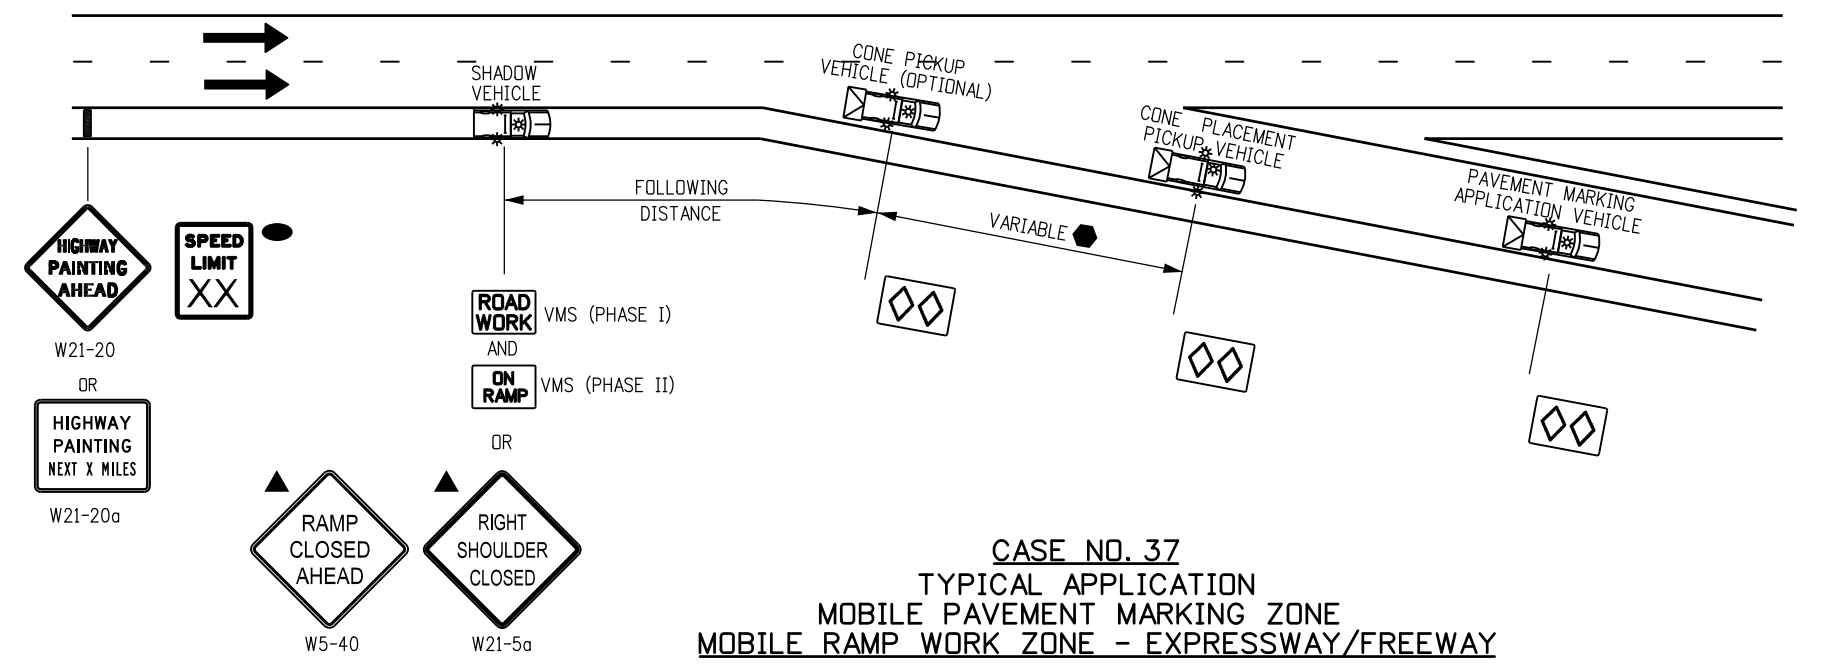 SHADOW
VEHICLE
CONE PICKUP
VEHICLE (OPTIONAL)
CONE PLACEMENT
PICKUP VEHICLE
PAVEMENT MARKING
APPLICATION VEHICLE
FOLLOWING
DISTANCE
VARIABLE
HIGHWAY
PAINTING
AHEAD
W21-20
OR
HIGHWAY
PAINTING
NEXT X MILES
W21-20a
SPEED
LIMIT
XX
ROAD
WORK
VMS (PHASE I)
AND
ON
RAMP
VMS (PHASE II)
OR
RAMP
CLOSED
AHEAD
W5-40
RIGHT
SHOULDER
CLOSED
W21-5a
CASE NO. 37
TYPICAL APPLICATION
MOBILE PAVEMENT MARKING ZONE
MOBILE RAMP WORK ZONE - EXPRESSWAY/FREEWAY